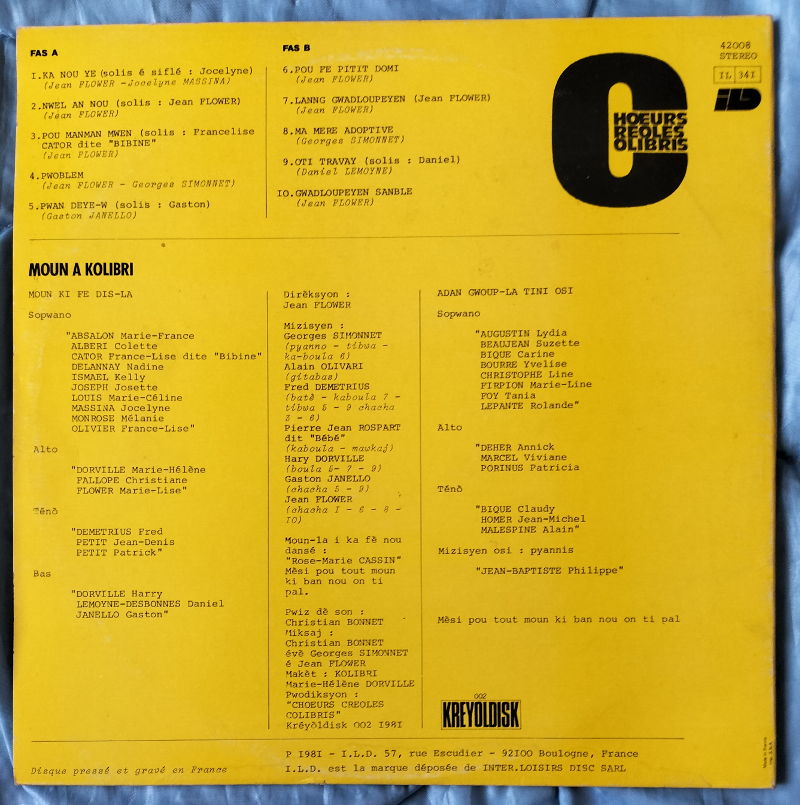 FAS A
1.KA NOU YE (solis é siflé : Jocelyne)
(Jean FLOWER -Jocelyne MASSINA)
2.NWEL AN NOU (solis : Jean FLOWER)
(Jean FLOWER)
3.POU MANMAN MWEN (solis : Francelise
CATOR dite "BIBINE"
(Jean FLOWER)
4.PWOBLEM
(Jean FLOWER - Georges SIMONNET)
5.PWAN DEYE-W (solis : Gaston)
(Gaston JANELLO)
FAS B
6.POU FE PITIT DOMI
(Jean FLOWER)
7.LANNG GWADLOUPEYEN (Jean FLOWER)
(Jean FLOWER)
8.MA MERE ADOPTIVE
(Georges SIMONNET)
9.OTI TRAVAY (solis : Daniel)
(Daniel LEMOYNE)
10.GWADLOUPEYEN SANBLE
(Jean FLOWER)
CHŒURS
CREOLES
COLIBRIS
42008
STEREO
IL 341
ILD
MOUN A KOLIBRI
MOUN KI FE DIS-LA
Sopwano
"ABSALON Marie-France
ALBERI Colette
CATOR France-Lise dite "Bibine"
DELANNAY Nadine
ISMAEL Kelly
JOSEPH Josette
LOUIS Marie-Céline
MASSINA Jocelyne
MONROSE Mélanie
OLIVIER France-Lise"
Alto
"DORVILLE Marie-Hélène
FALLOPE Christiane
FLOWER Marie-Lise"
Ténò
"DEMETRIUS Fred
PETIT Jean-Denis
PETIT Patrick"
Bas
"DORVILLE Harry
LEMOYNE-DESBONNES Daniel
JANELLO Gaston"
Dirèksyon :
Jean FLOWER
Mizisyen :
Georges SIMONNET
(pyanno - tibwa -
ka-boula 6)
Alain OLIVARI
(gitabas)
Fred DEMETRIUS
(batè - kaboula 7 -
tibwa 5 - 9 chacha
3 - 6)
Pierre Jean ROSPART
dit "Bébé"
(kaboula - mawkaj)
Hary DORVILLE
(boula 5- 7 - 9)
Gaston JANELLO
(chacha 5 - 9)
Jean FLOWER
(chacha 1 - 6 - 8 -
10)
Moun-la i ka fè nou
dansé :
"Rose-Marie CASSIN"
Mèsi pou tout moun
ki ban nou on ti
pal.
Pwiz dè son :
Christian BONNET
Miksaj :
Christian BONNET
évè Georges SIMONNET
é Jean FLOWER
Makèt : KOLIBRI
Marie-Hélène DORVILLE
Pwodiksyon :
"CHOEURS CREOLES
COLIBRIS"
Kréyòldisk 002 1981
ADAN GWOUP-LA TINI OSI
Sopwano
"AUGUSTIN Lydia
BEAUJEAN Suzette
BIQUE Carine
BOURRE Yvelise
CHRISTOPHE Line
FIRPION Marie-Line
FOY Tania
LEPANTE Rolande"
Alto
"DEHER Annick
MARCEL Viviane
PORINUS Patricia
Ténò
"BIQUE Claudy
HOMER Jean-Michel
MALESPINE Alain"
Mizisyen osi : pyannis
"JEAN-BAPTISTE Philippe"
Mèsi pou tout moun ki ban nou on ti pal
002
KREYOLDISK
Disque pressé et gravé en France
P 1981 - I.L.D. 57, rue Escudier - 92100 Boulogne, France
I.L.D. est la marque déposée de INTER.LOISIRS DISC SARL